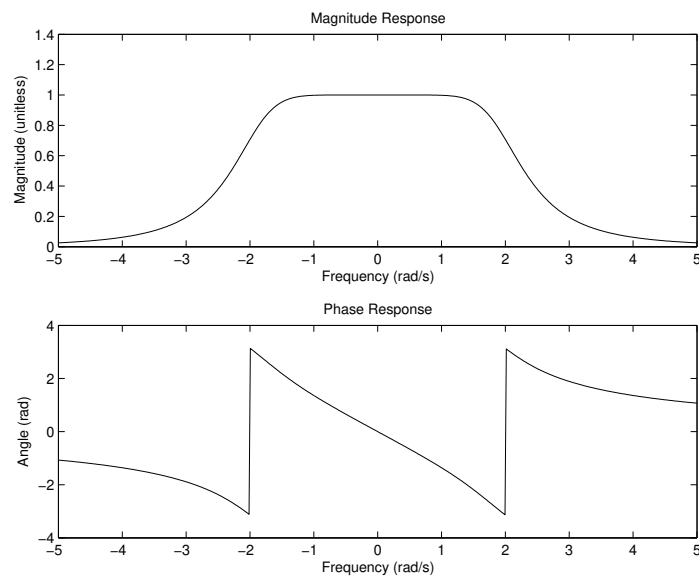 Magnitude Response
1.4
1.2
1
0.8
0.6
0.4
0.2
0
Magnitude (unitless)
−5 −4 −3 −2 −1 0 1 2 3 4 5
Frequency (rad/s)
Phase Response
4
2
0
−2
−4
Angle (rad)
−5 −4 −3 −2 −1 0 1 2 3 4 5
Frequency (rad/s)